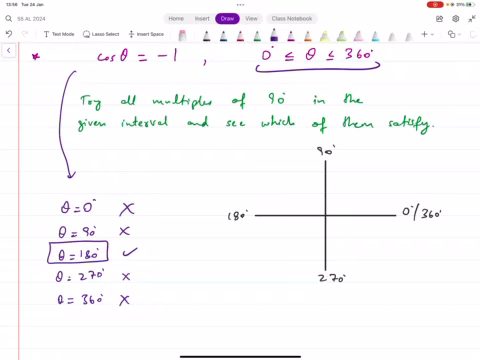 13:56 Tue 24 Jan
51%
SS AL 2024
Home Insert Draw View Class Notebook
Text Mode Lasso Select Insert Space
* cos θ = -1 , 0° ≤ θ ≤ 360°
Try all multiples of 90° in the
given interval and see which of them satisfy.
90°
180° 0°/360°
270°
θ = 0° ×
θ = 90° ×
θ = 180° ✓
θ = 270° ×
θ = 360° ×